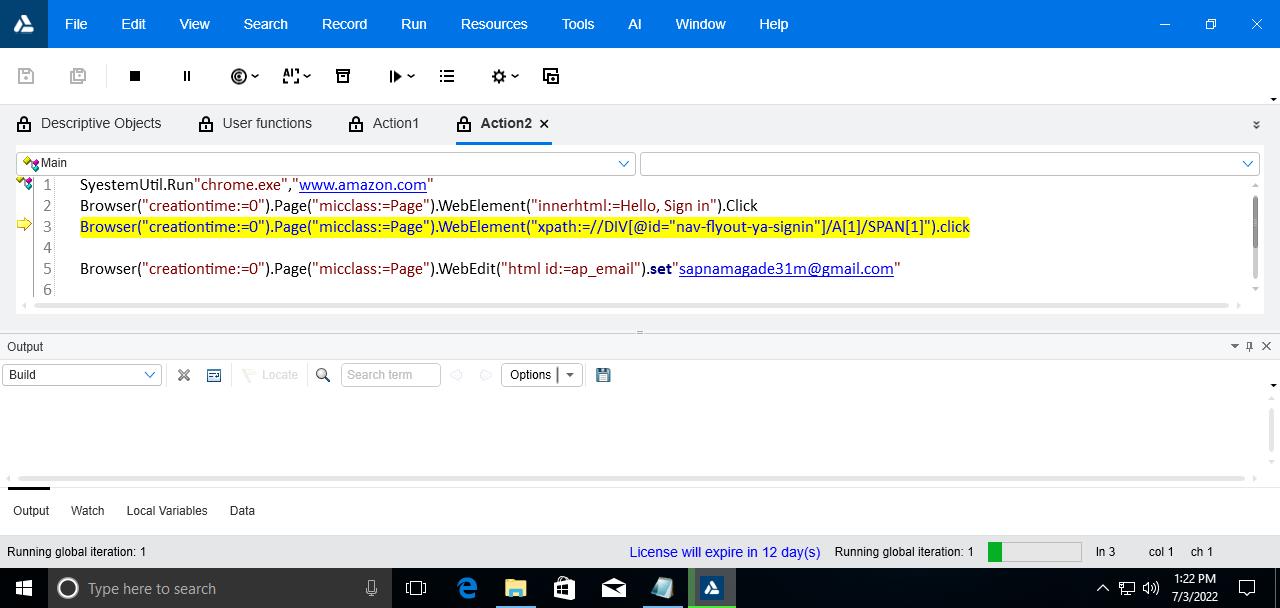 File Edit View Search Record Run Resources Tools AI Window Help
Descriptive Objects User functions Action1 Action2
Main
1 SyestemUtil.Run"chrome.exe","www.amazon.com"
2 Browser("creationtime:=0").Page("micclass:=Page").WebElement("innerhtml:=Hello, Sign in").Click
3 Browser("creationtime:=0").Page("micclass:=Page").WebElement("xpath:=//DIV[@id="nav-flyout-ya-signin"]/A[1]/SPAN[1]").click
4
5 Browser("creationtime:=0").Page("micclass:=Page").WebEdit("html id:=ap_email").set"sapnamagade31m@gmail.com"
6
Output
Build Locate Search term Options
Output Watch Local Variables Data
Running global iteration: 1 License will expire in 12 day(s) Running global iteration: 1 ln 3 col 1 ch 1
Type here to search
1:22 PM
7/3/2022